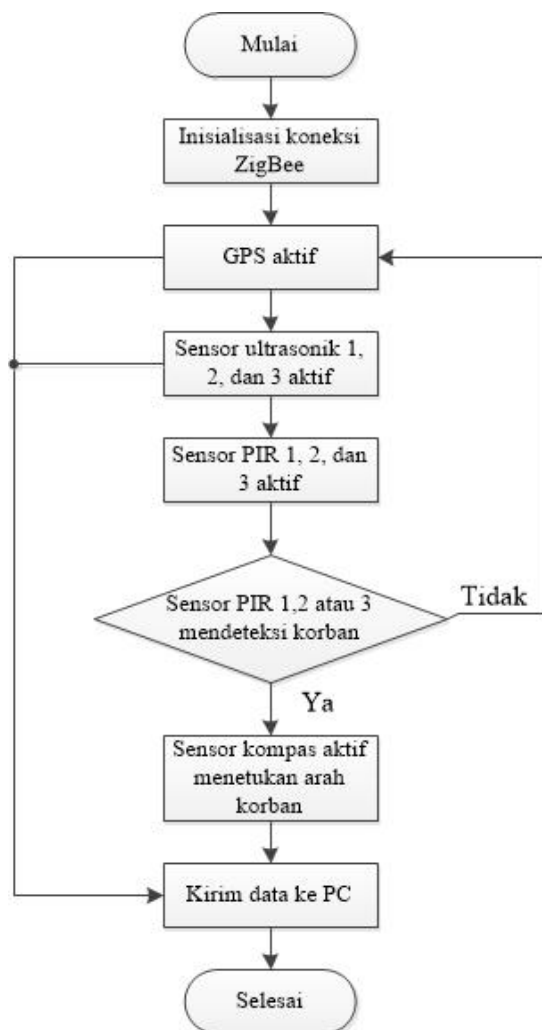 Mulai
Inisialisasi koneksi
ZigBee
GPS aktif
Sensor ultrasonik 1,
2, dan 3 aktif
Sensor PIR 1, 2, dan
3 aktif
Sensor PIR 1,2 atau 3
mendeteksi korban
Tidak
Ya
Sensor kompas aktif
menetukan arah
korban
Kirim data ke PC
Selesai